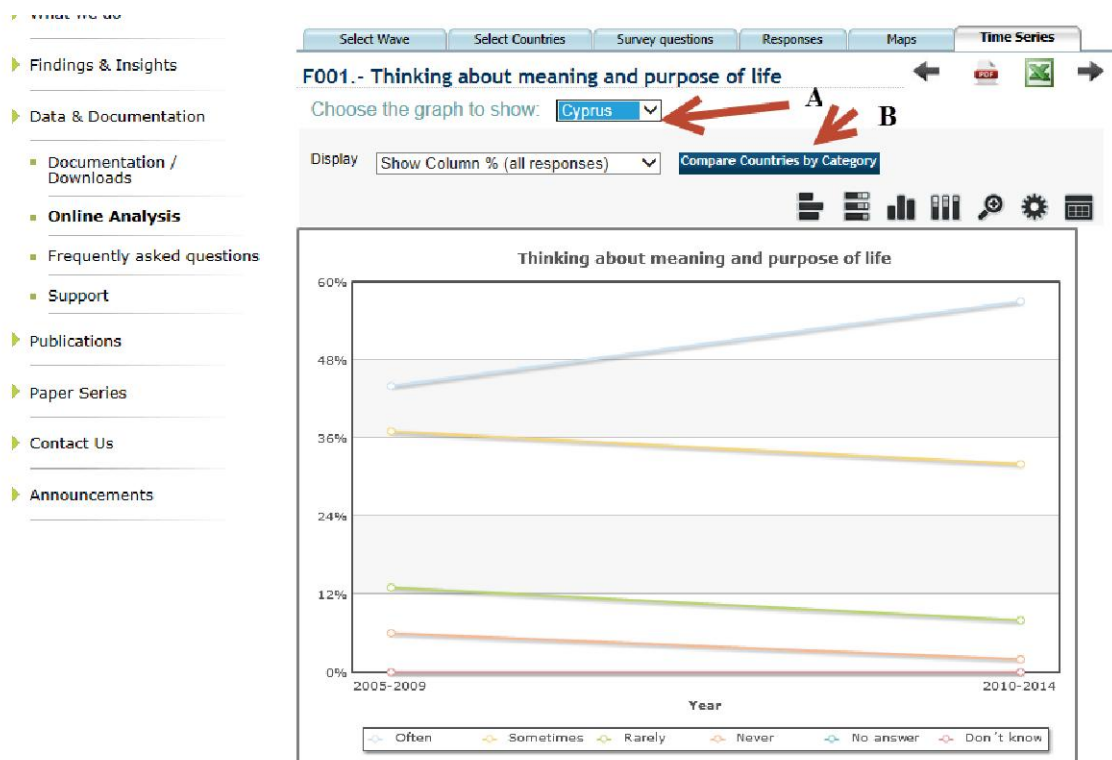 What we do
Findings & Insights
Data & Documentation
Documentation /
Downloads
Online Analysis
Frequently asked questions
Support
Publications
Paper Series
Contact Us
Announcements
Select Wave
Select Countries
Survey questions
Responses
Maps
Time Series
F001.- Thinking about meaning and purpose of life
PDF
Choose the graph to show: Cyprus
A
B
Display
Show Column % (all responses)
Compare Countries by Category
Thinking about meaning and purpose of life
60%
48%
36%
24%
12%
0%
2005-2009
2010-2014
Year
Often
Sometimes
Rarely
Never
No answer
Don´t know